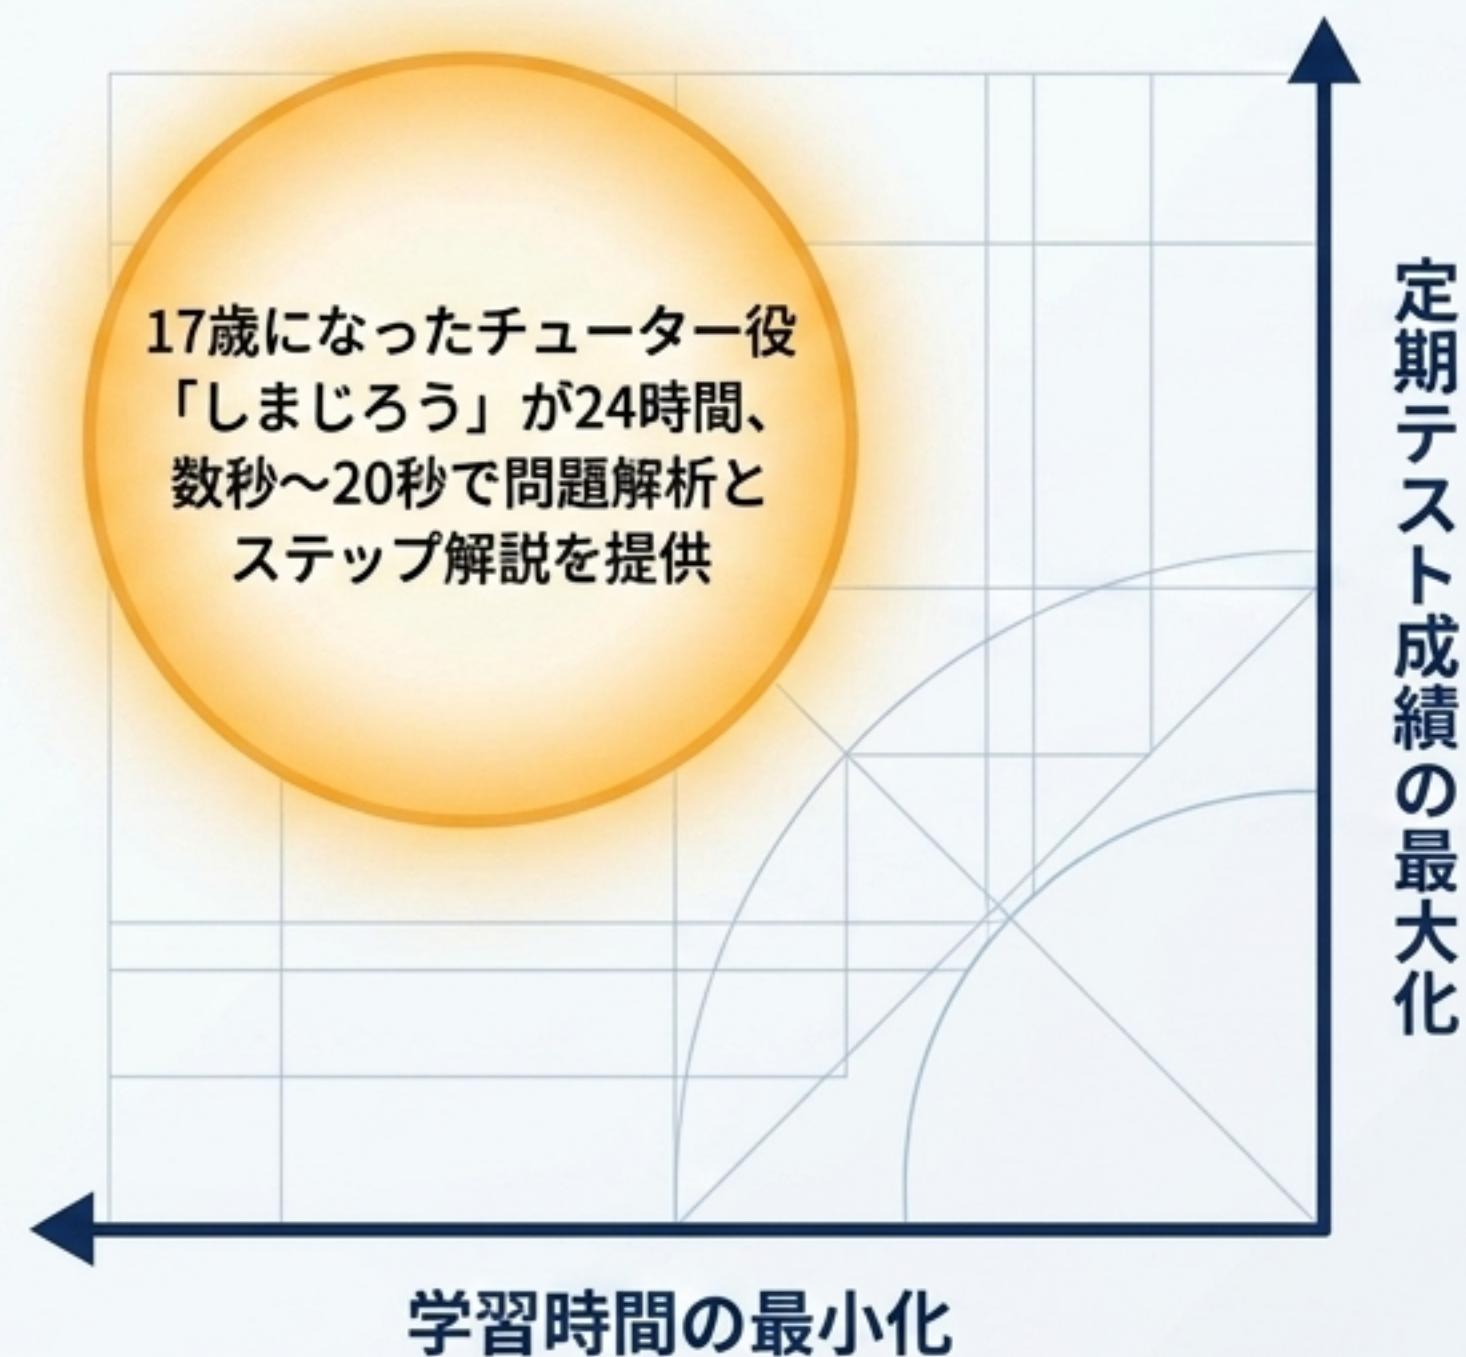 17歳になったチューター役
「しまじろう」が24時間、
数秒～20秒で問題解析と
ステップ解説を提供
定期テスト成績の最大化
学習時間の最小化